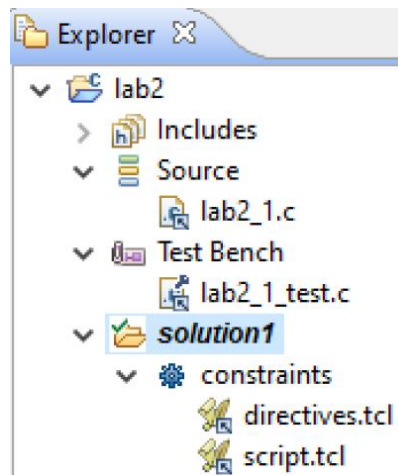 Explorer
lab2
Includes
Source
lab2_1.c
Test Bench
lab2_1_test.c
solution1
constraints
directives.tcl
script.tcl